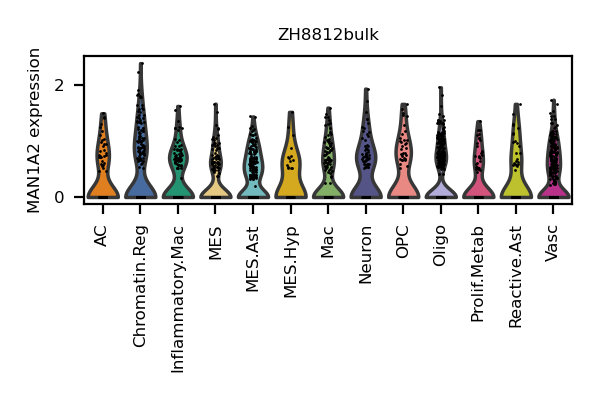 ZH8812bulk
MAN1A2 expression
2
0
AC
Chromatin.Reg
Inflammatory.Mac
MES
MES.Ast
MES.Hyp
Mac
Neuron
OPC
Oligo
Prolif.Metab
Reactive.Ast
Vasc